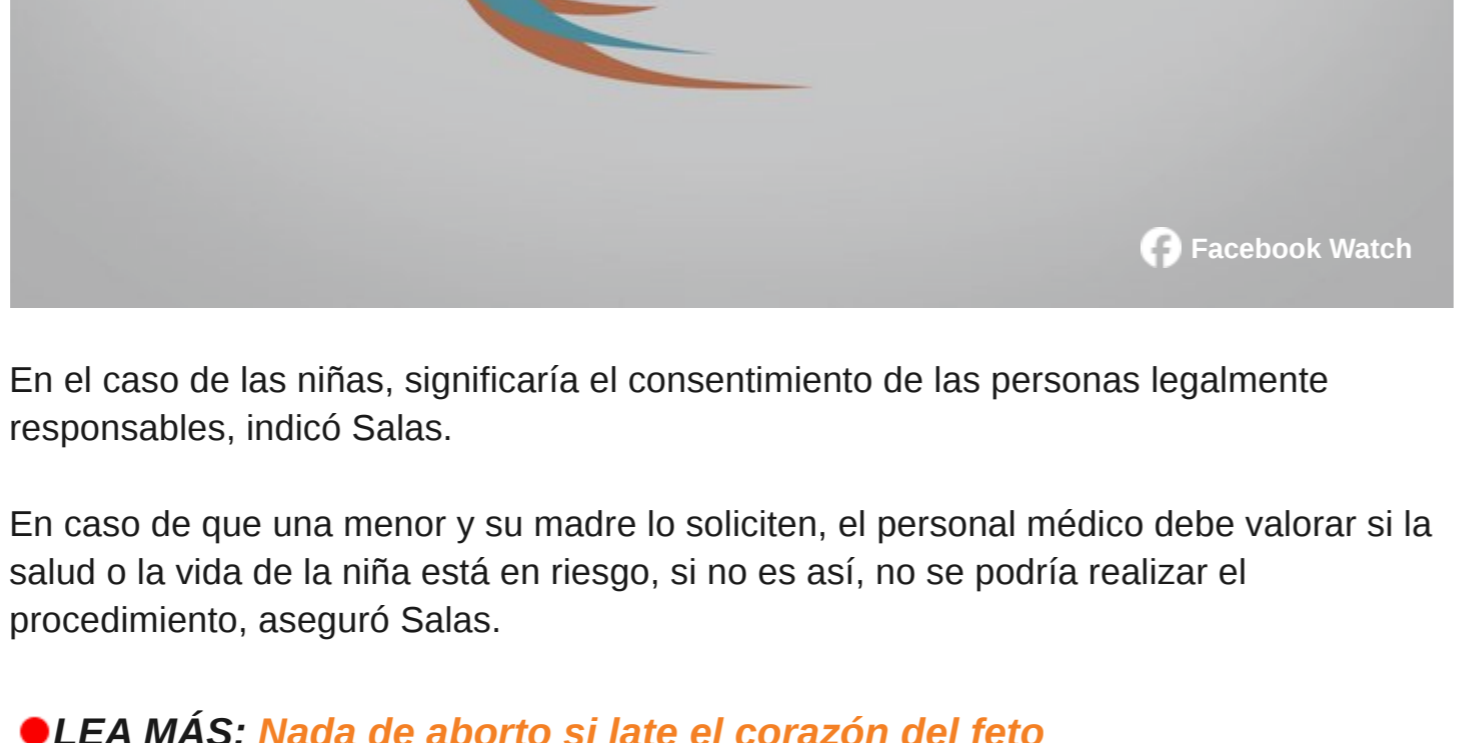 Facebook Watch
En el caso de las niñas, significaría el consentimiento de las personas legalmente
responsables, indicó Salas.
En caso de que una menor y su madre lo soliciten, el personal médico debe valorar si la
salud o la vida de la niña está en riesgo, si no es así, no se podría realizar el
procedimiento, aseguró Salas.
LEA MÁS: Nada de aborto si late el corazón del feto